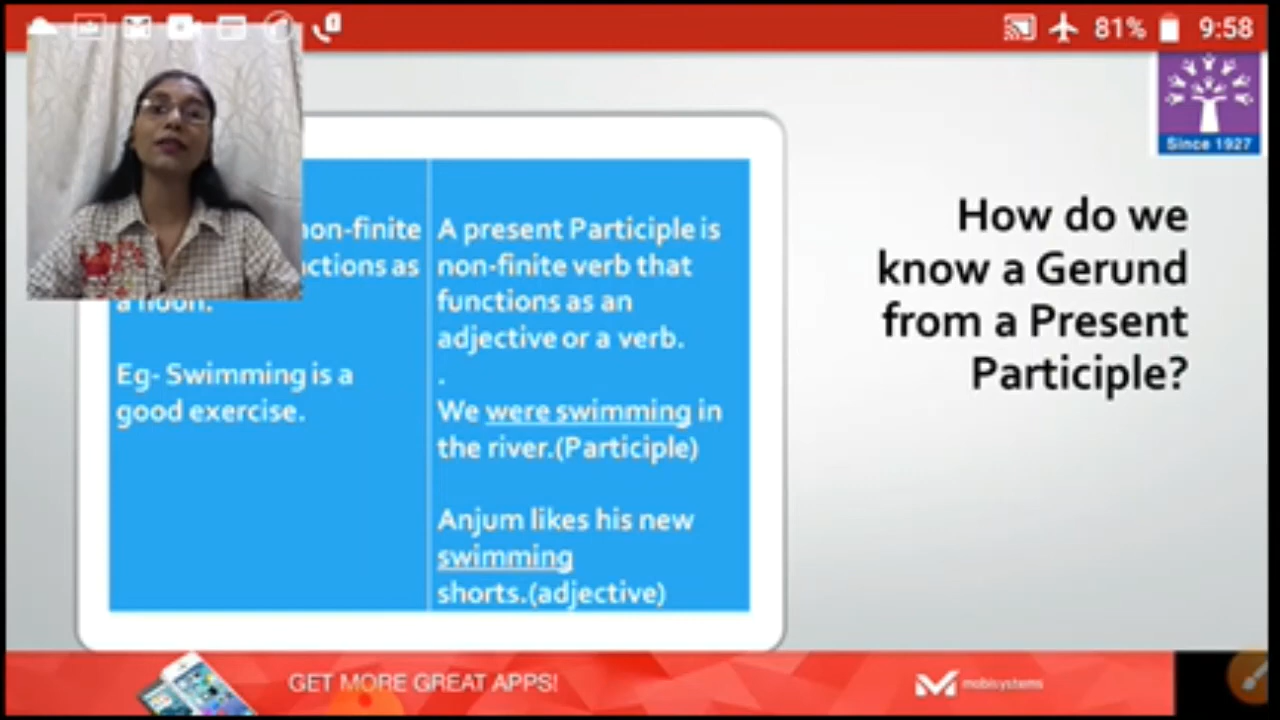 81% 9:58
Since 1927
How do we
know a Gerund
from a Present
Participle?
non-finite
functions as
a noun.
Eg- Swimming is a
good exercise.
A present Participle is
non-finite verb that
functions as an
adjective or a verb.
.
We were swimming in
the river.(Participle)
Anjum likes his new
swimming
shorts.(adjective)
GET MORE GREAT APPS!
mobisystems